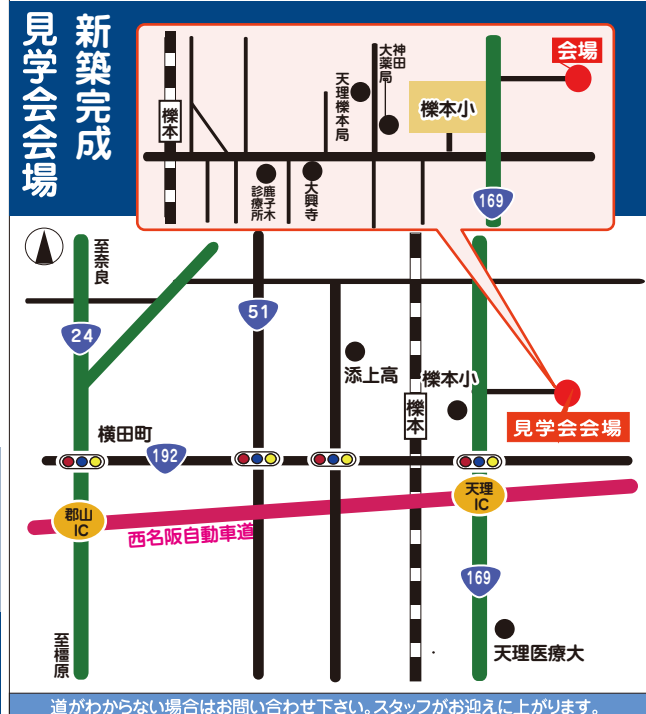 新築完成
見学会会場
櫟本
天理櫟本局
神田
大薬局
櫟本小
会場
鹿子木
診療所
大興寺
169
至奈良
24
51
添上高
櫟本小
櫟本
見学会会場
横田町
192
郡山
IC
天理
IC
西名阪自動車道
169
至橿原
天理医療大
道がわからない場合はお問い合わせ下さい。スタッフがお迎えに上がります。